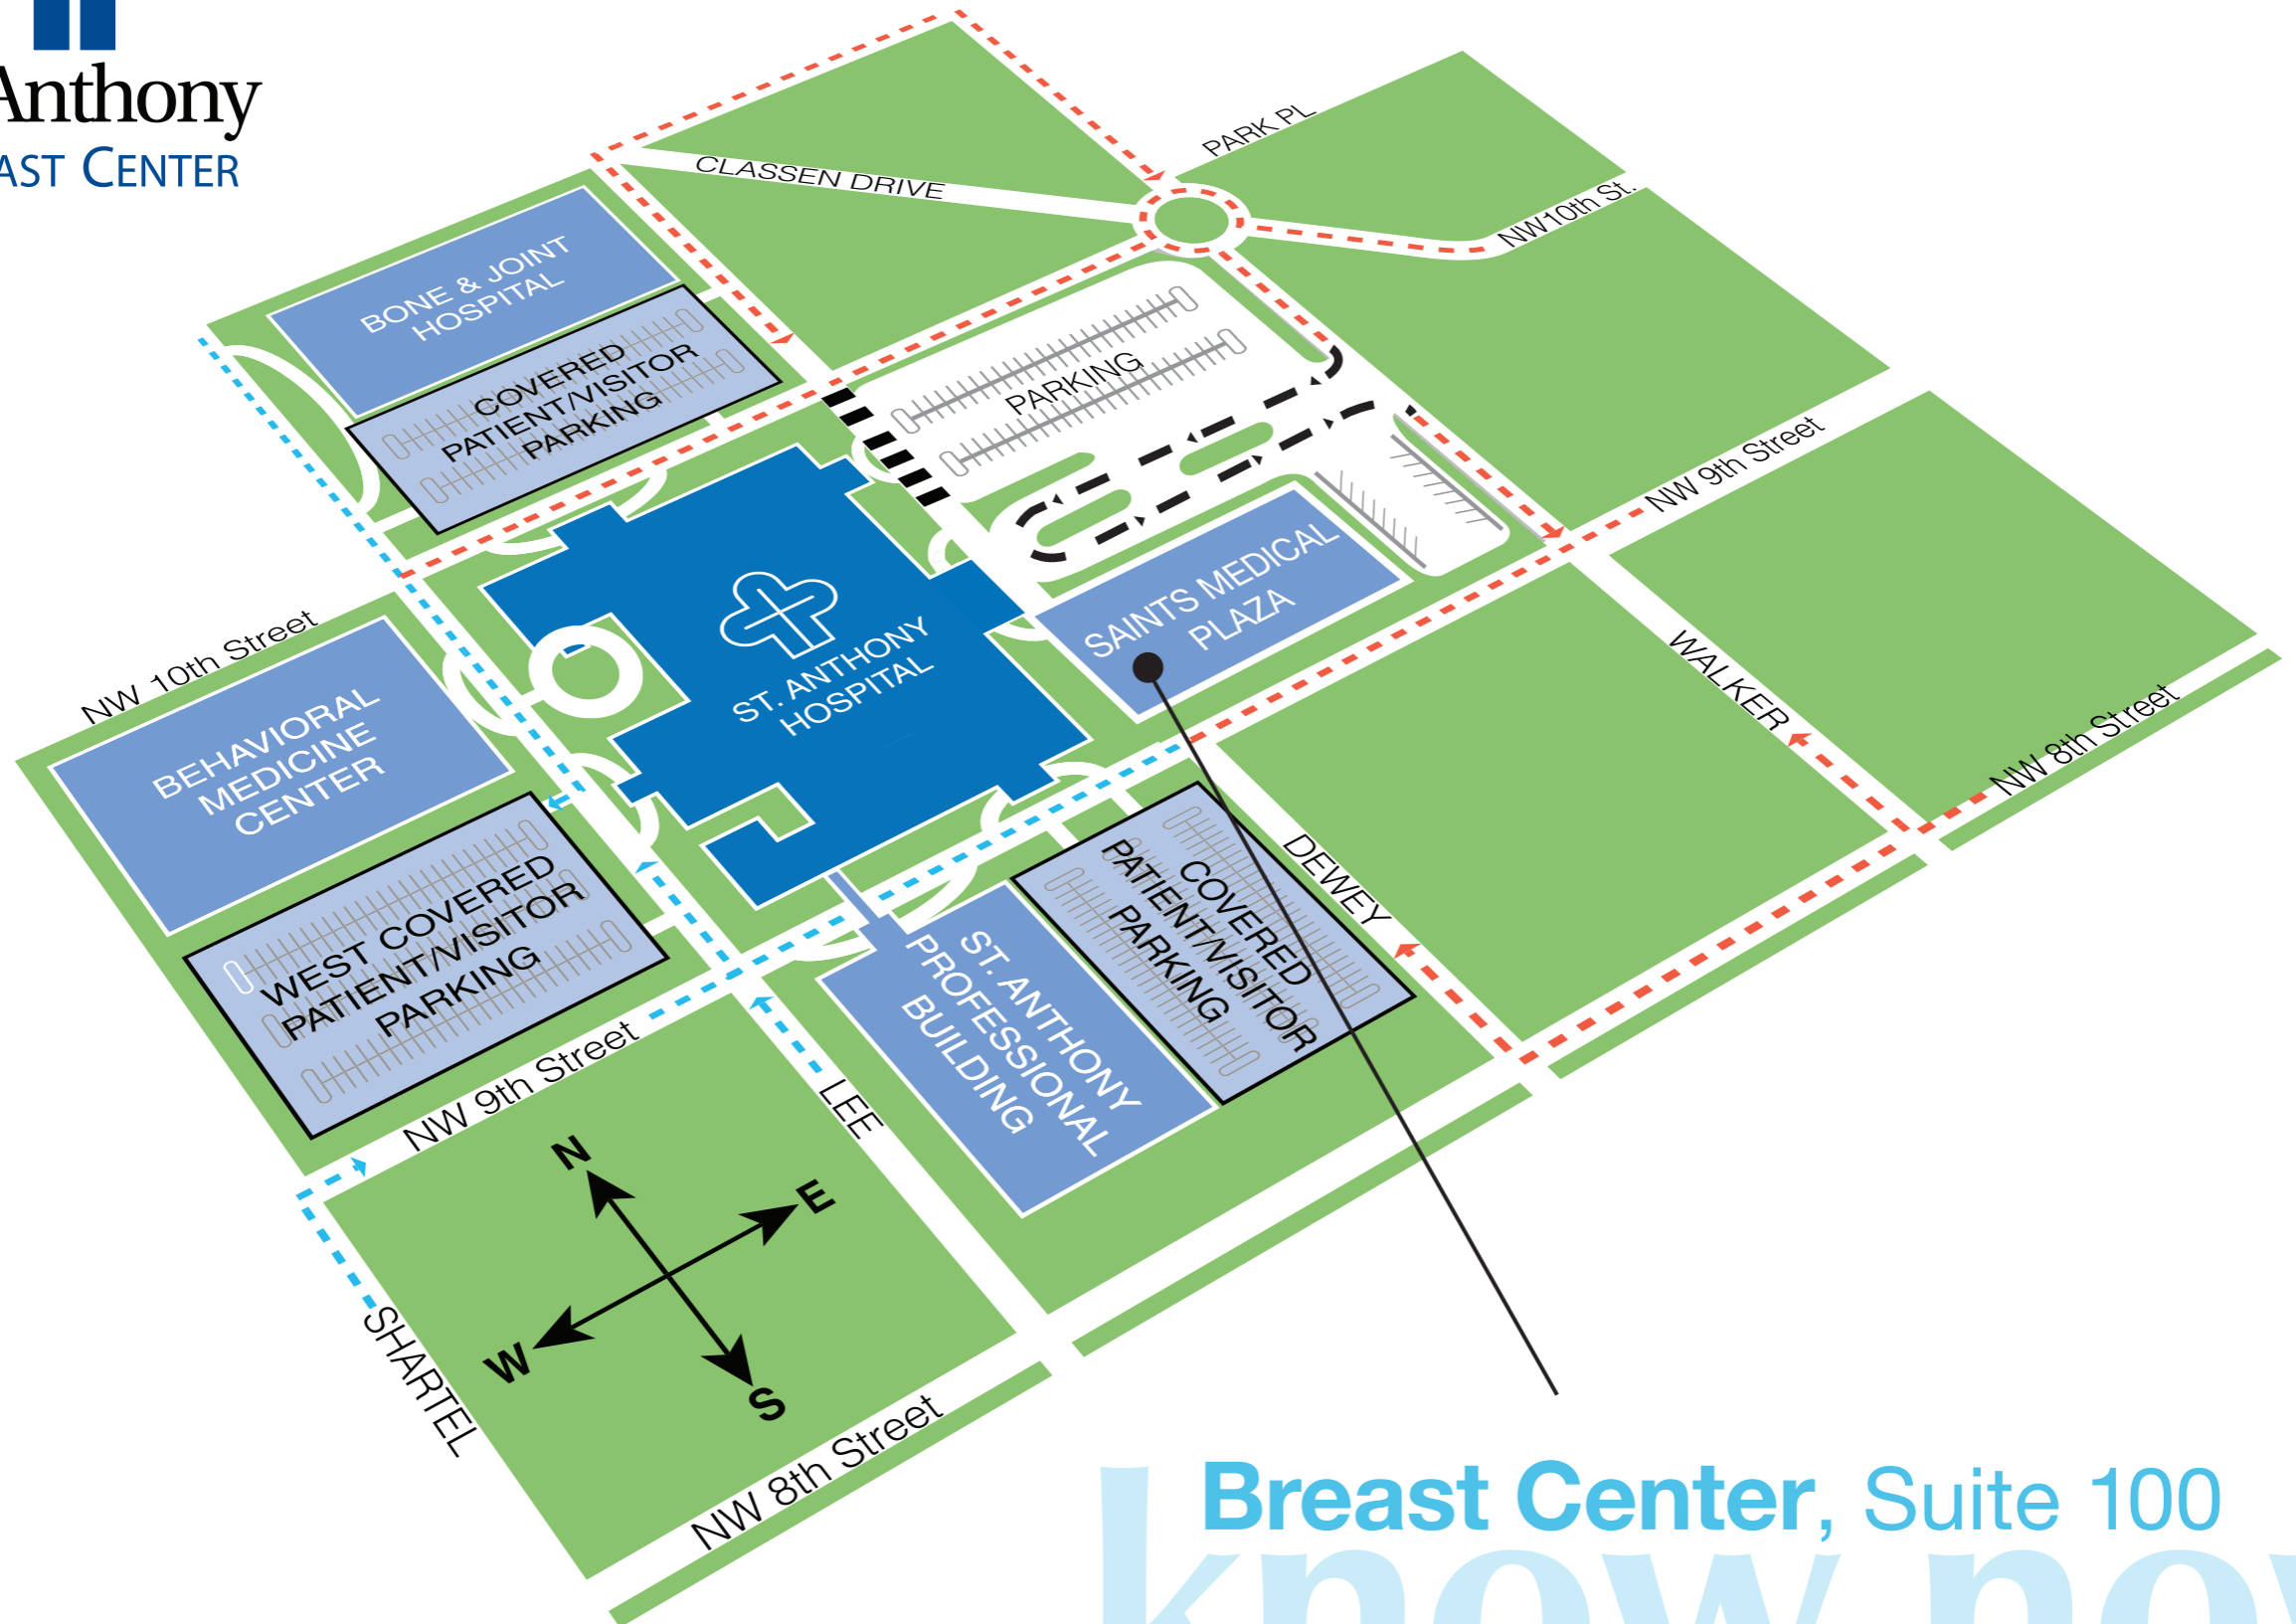 Anthony
AST CENTER
PARK PL
CLASSEN DRIVE
NW10th St.
BONE & JOINT
HOSPITAL
COVERED
PATIENT/VISITOR
PARKING
PARKING
NW 9th Street
SAINTS MEDICAL
PLAZA
NW 10th Street
ST. ANTHONY
HOSPITAL
WALKER
NW 8th Street
BEHAVIORAL
MEDICINE
CENTER
WEST COVERED
PATIENT/VISITOR
PARKING
DEWEY
COVERED
PATIENT/VISITOR
PARKING
ST. ANTHONY
PROFESSIONAL
BUILDING
NW 9th Street
LEE
N
E
W
S
SHARTEL
NW 8th Street
Breast Center, Suite 100
know no